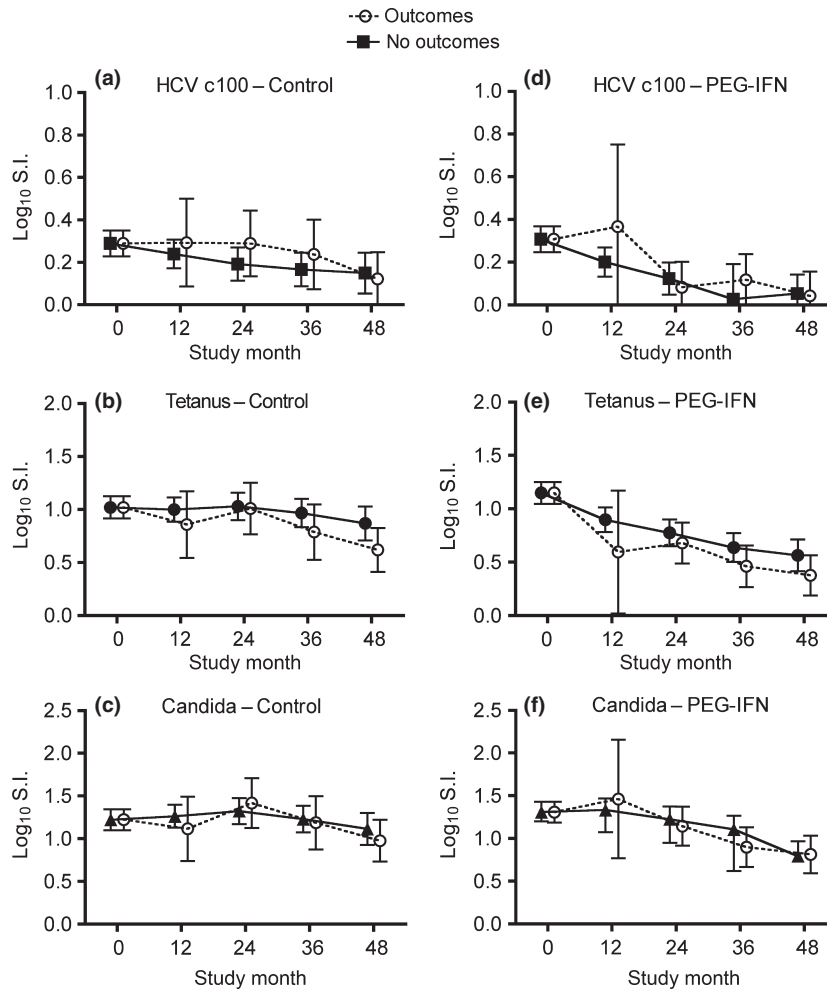 Outcomes
No outcomes
(a) HCV c100 – Control
1.0
0.8
0.6
0.4
0.2
0.0
Log10 S.I.
0 12 24 36 48
Study month
(d) HCV c100 – PEG-IFN
1.0
0.8
0.6
0.4
0.2
0.0
Log10 S.I.
0 12 24 36 48
Study month
(b) Tetanus – Control
2.0
1.5
1.0
0.5
0.0
Log10 S.I.
0 12 24 36 48
Study month
(e) Tetanus – PEG-IFN
2.0
1.5
1.0
0.5
0.0
Log10 S.I.
0 12 24 36 48
Study month
(c) Candida – Control
2.5
2.0
1.5
1.0
0.5
0.0
Log10 S.I.
0 12 24 36 48
Study month
(f) Candida – PEG-IFN
2.5
2.0
1.5
1.0
0.5
0.0
Log10 S.I.
0 12 24 36 48
Study month